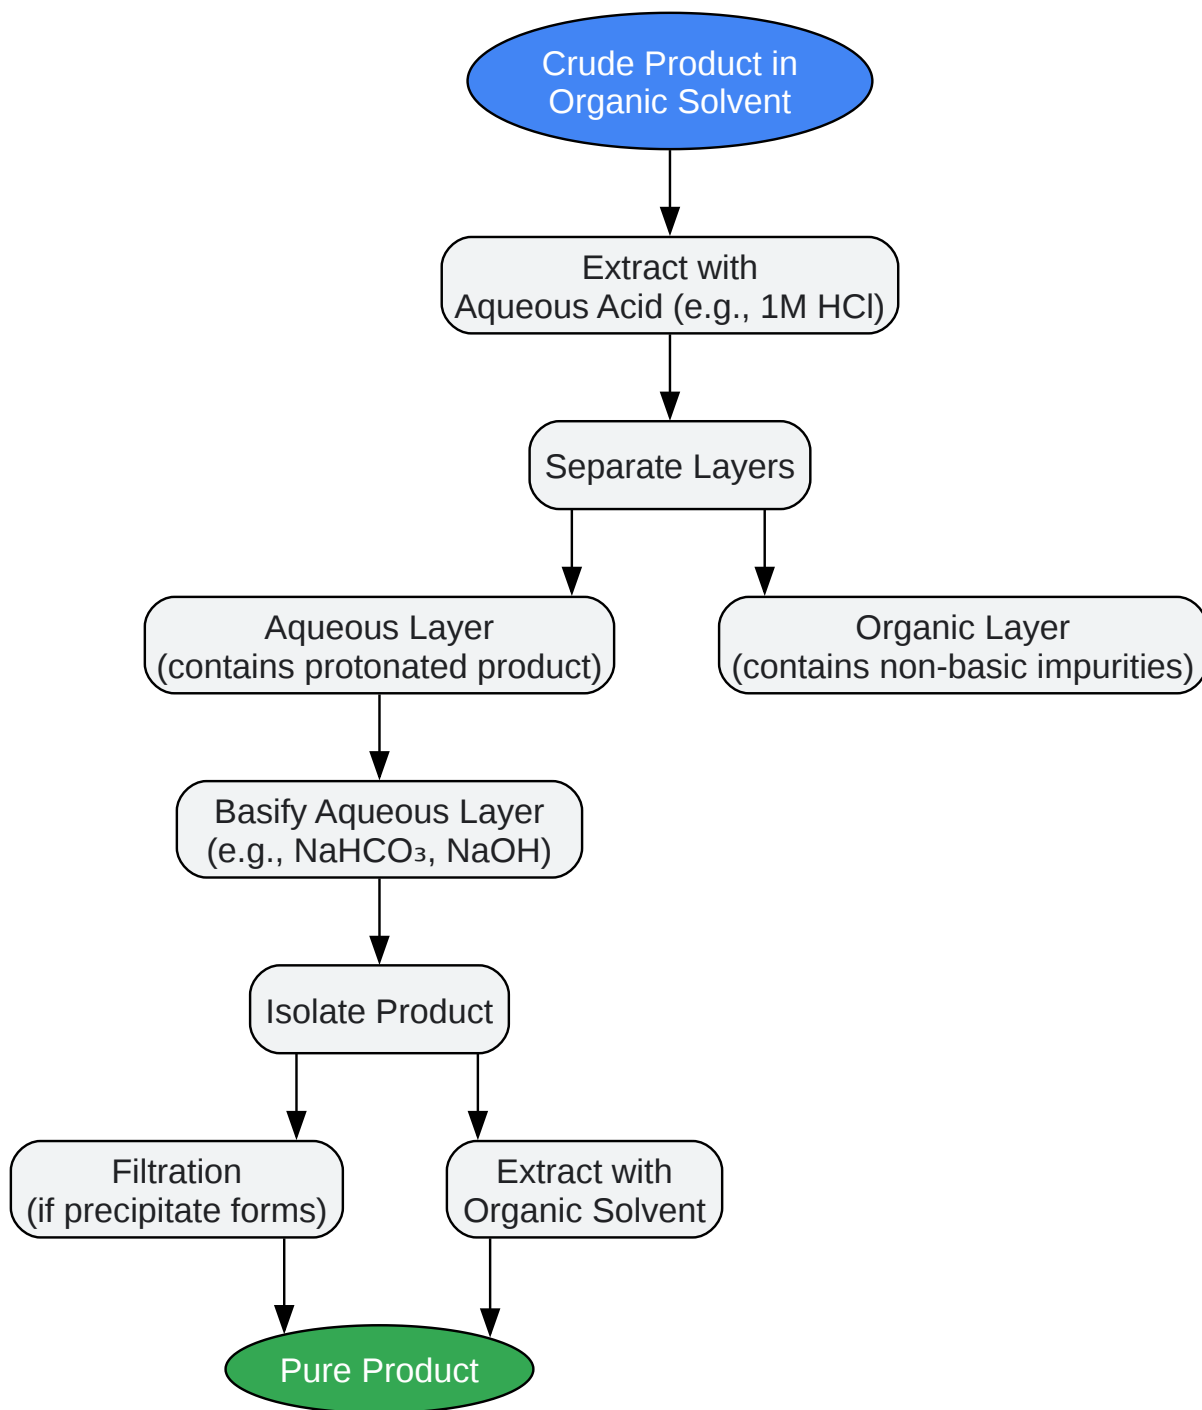 Crude Product in
Organic Solvent
Extract with
Aqueous Acid (e.g., 1M HCl)
Separate Layers
Aqueous Layer
(contains protonated product)
Organic Layer
(contains non-basic impurities)
Basify Aqueous Layer
(e.g., NaHCO₃, NaOH)
Isolate Product
Filtration
(if precipitate forms)
Extract with
Organic Solvent
Pure Product